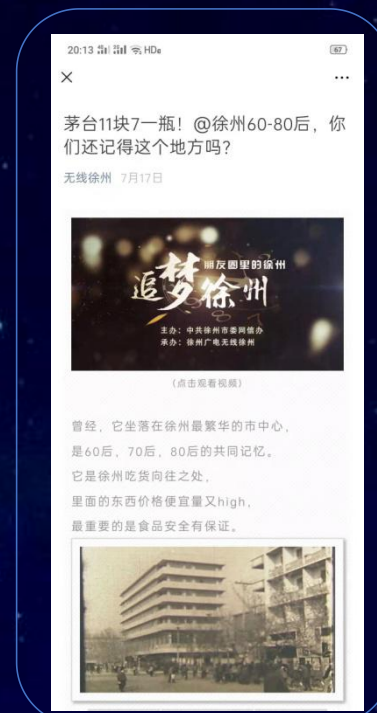 20:13 HD
67
茅台11块7一瓶！@徐州60-80后，你
们还记得这个地方吗？
无线徐州 7月17日
朋友圈里的徐州
追梦徐州
主办：中共徐州市委网信办
承办：徐州广电无线徐州
（点击观看视频）
曾经，它坐落在徐州最繁华的市中心，
是60后，70后，80后的共同记忆。
它是徐州吃货向往之处，
里面的东西价格便宜量又high，
最重要的是食品安全有保证。